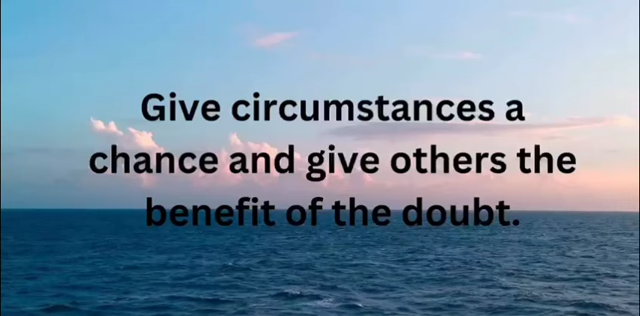 Give circumstances a
chance and give others the
benefit of the doubt.